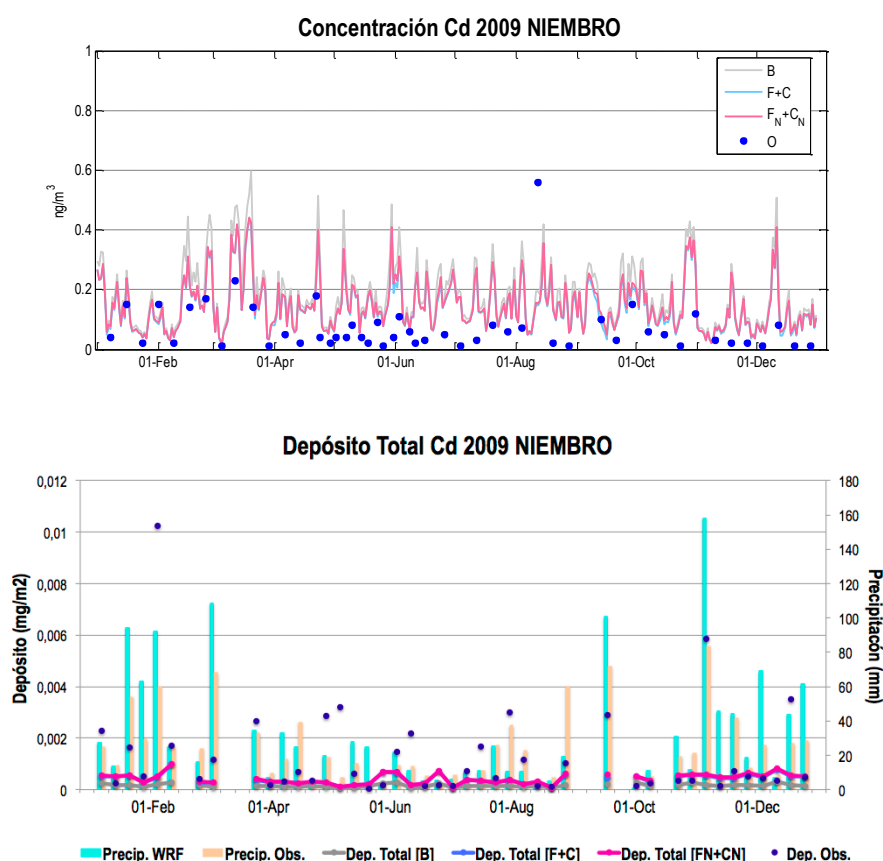 Concentración Cd 2009 NIEMBRO
1
0.8
0.6
0.4
0.2
0
ng/m³
01-Feb 01-Apr 01-Jun 01-Aug 01-Oct 01-Dec
B
F+C
F_N+C_N
O
Depósito Total Cd 2009 NIEMBRO
Depósito (mg/m2)
0,012
0,01
0,008
0,006
0,004
0,002
0
180
160
140
120
100
80
60
40
20
0
Precipitacón (mm)
01-Feb 01-Apr 01-Jun 01-Aug 01-Oct 01-Dec
Precip. WRF Precip. Obs. Dep. Total [B] Dep. Total [F+C] Dep. Total [FN+CN] Dep. Obs.